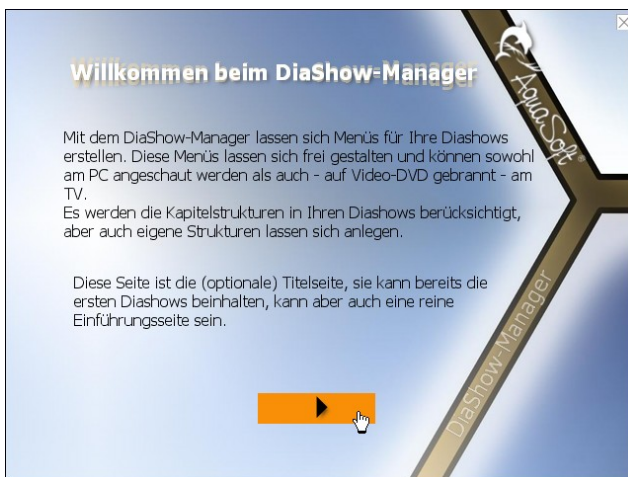 Willkommen beim DiaShow-Manager
AquaSoft®
Mit dem DiaShow-Manager lassen sich Menüs für Ihre Diashows
erstellen. Diese Menüs lassen sich frei gestalten und können sowohl
am PC angeschaut werden als auch - auf Video-DVD gebrannt - am
TV.
Es werden die Kapitelstrukturen in Ihren Diashows berücksichtigt,
aber auch eigene Strukturen lassen sich anlegen.
Diese Seite ist die (optionale) Titelseite, sie kann bereits die
ersten Diashows beinhalten, kann aber auch eine reine
Einführungsseite sein.
DiaShow-Manager